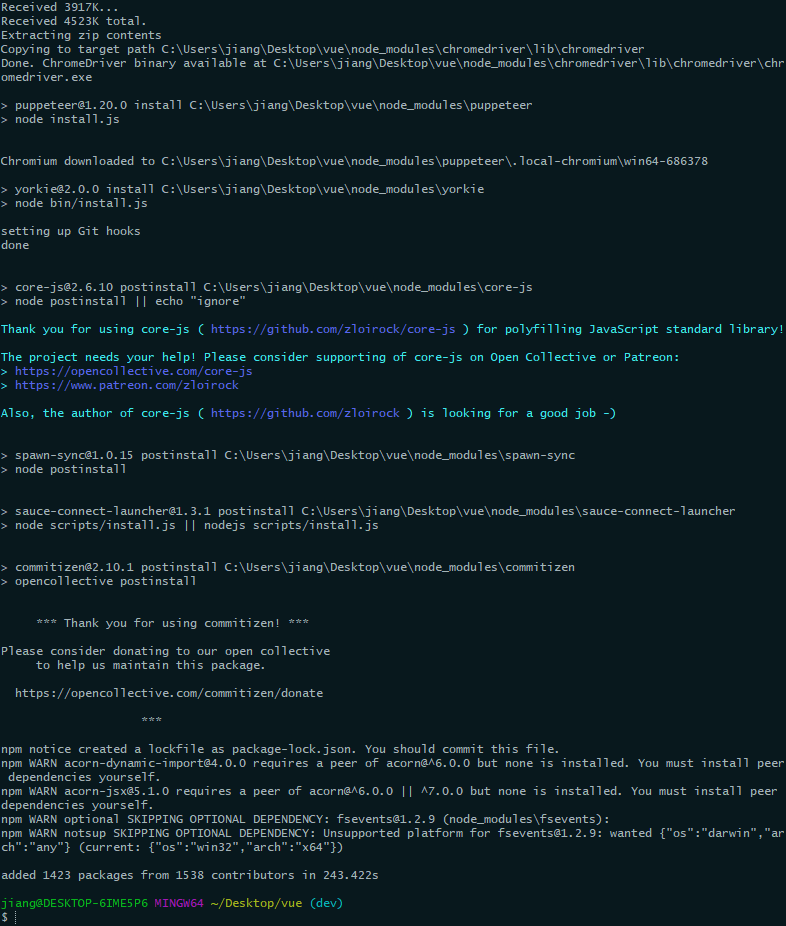 Received 3917K...
Received 4523K total.
Extracting zip contents
Copying to target path C:\Users\jiang\Desktop\vue\node_modules\chromedriver\lib\chromedriver
Done. ChromeDriver binary available at C:\Users\jiang\Desktop\vue\node_modules\chromedriver\lib\chromedriver\chr
omedriver.exe
> puppeteer@1.20.0 install C:\Users\jiang\Desktop\vue\node_modules\puppeteer
> node install.js
Chromium downloaded to C:\Users\jiang\Desktop\vue\node_modules\puppeteer\.local-chromium\win64-686378
> yorkie@2.0.0 install C:\Users\jiang\Desktop\vue\node_modules\yorkie
> node bin/install.js
setting up Git hooks
done
> core-js@2.6.10 postinstall C:\Users\jiang\Desktop\vue\node_modules\core-js
> node postinstall || echo "ignore"
Thank you for using core-js ( https://github.com/zloirock/core-js ) for polyfilling JavaScript standard library!
The project needs your help! Please consider supporting of core-js on Open Collective or Patreon:
> https://opencollective.com/core-js
> https://www.patreon.com/zloirock
Also, the author of core-js ( https://github.com/zloirock ) is looking for a good job -)
> spawn-sync@1.0.15 postinstall C:\Users\jiang\Desktop\vue\node_modules\spawn-sync
> node postinstall
> sauce-connect-launcher@1.3.1 postinstall C:\Users\jiang\Desktop\vue\node_modules\sauce-connect-launcher
> node scripts/install.js || nodejs scripts/install.js
> commitizen@2.10.1 postinstall C:\Users\jiang\Desktop\vue\node_modules\commitizen
> opencollective postinstall
*** Thank you for using commitizen! ***
Please consider donating to our open collective
to help us maintain this package.
https://opencollective.com/commitizen/donate
***
npm notice created a lockfile as package-lock.json. You should commit this file.
npm WARN acorn-dynamic-import@4.0.0 requires a peer of acorn@^6.0.0 but none is installed. You must install peer
dependencies yourself.
npm WARN acorn-jsx@5.1.0 requires a peer of acorn@^6.0.0 || ^7.0.0 but none is installed. You must install peer
dependencies yourself.
npm WARN optional SKIPPING OPTIONAL DEPENDENCY: fsevents@1.2.9 (node_modules\fsevents):
npm WARN notsup SKIPPING OPTIONAL DEPENDENCY: Unsupported platform for fsevents@1.2.9: wanted {"os":"darwin","ar
ch":"any"} (current: {"os":"win32","arch":"x64"})
added 1423 packages from 1538 contributors in 243.422s
jiang@DESKTOP-6IME5P6 MINGW64 ~/Desktop/vue (dev)
$